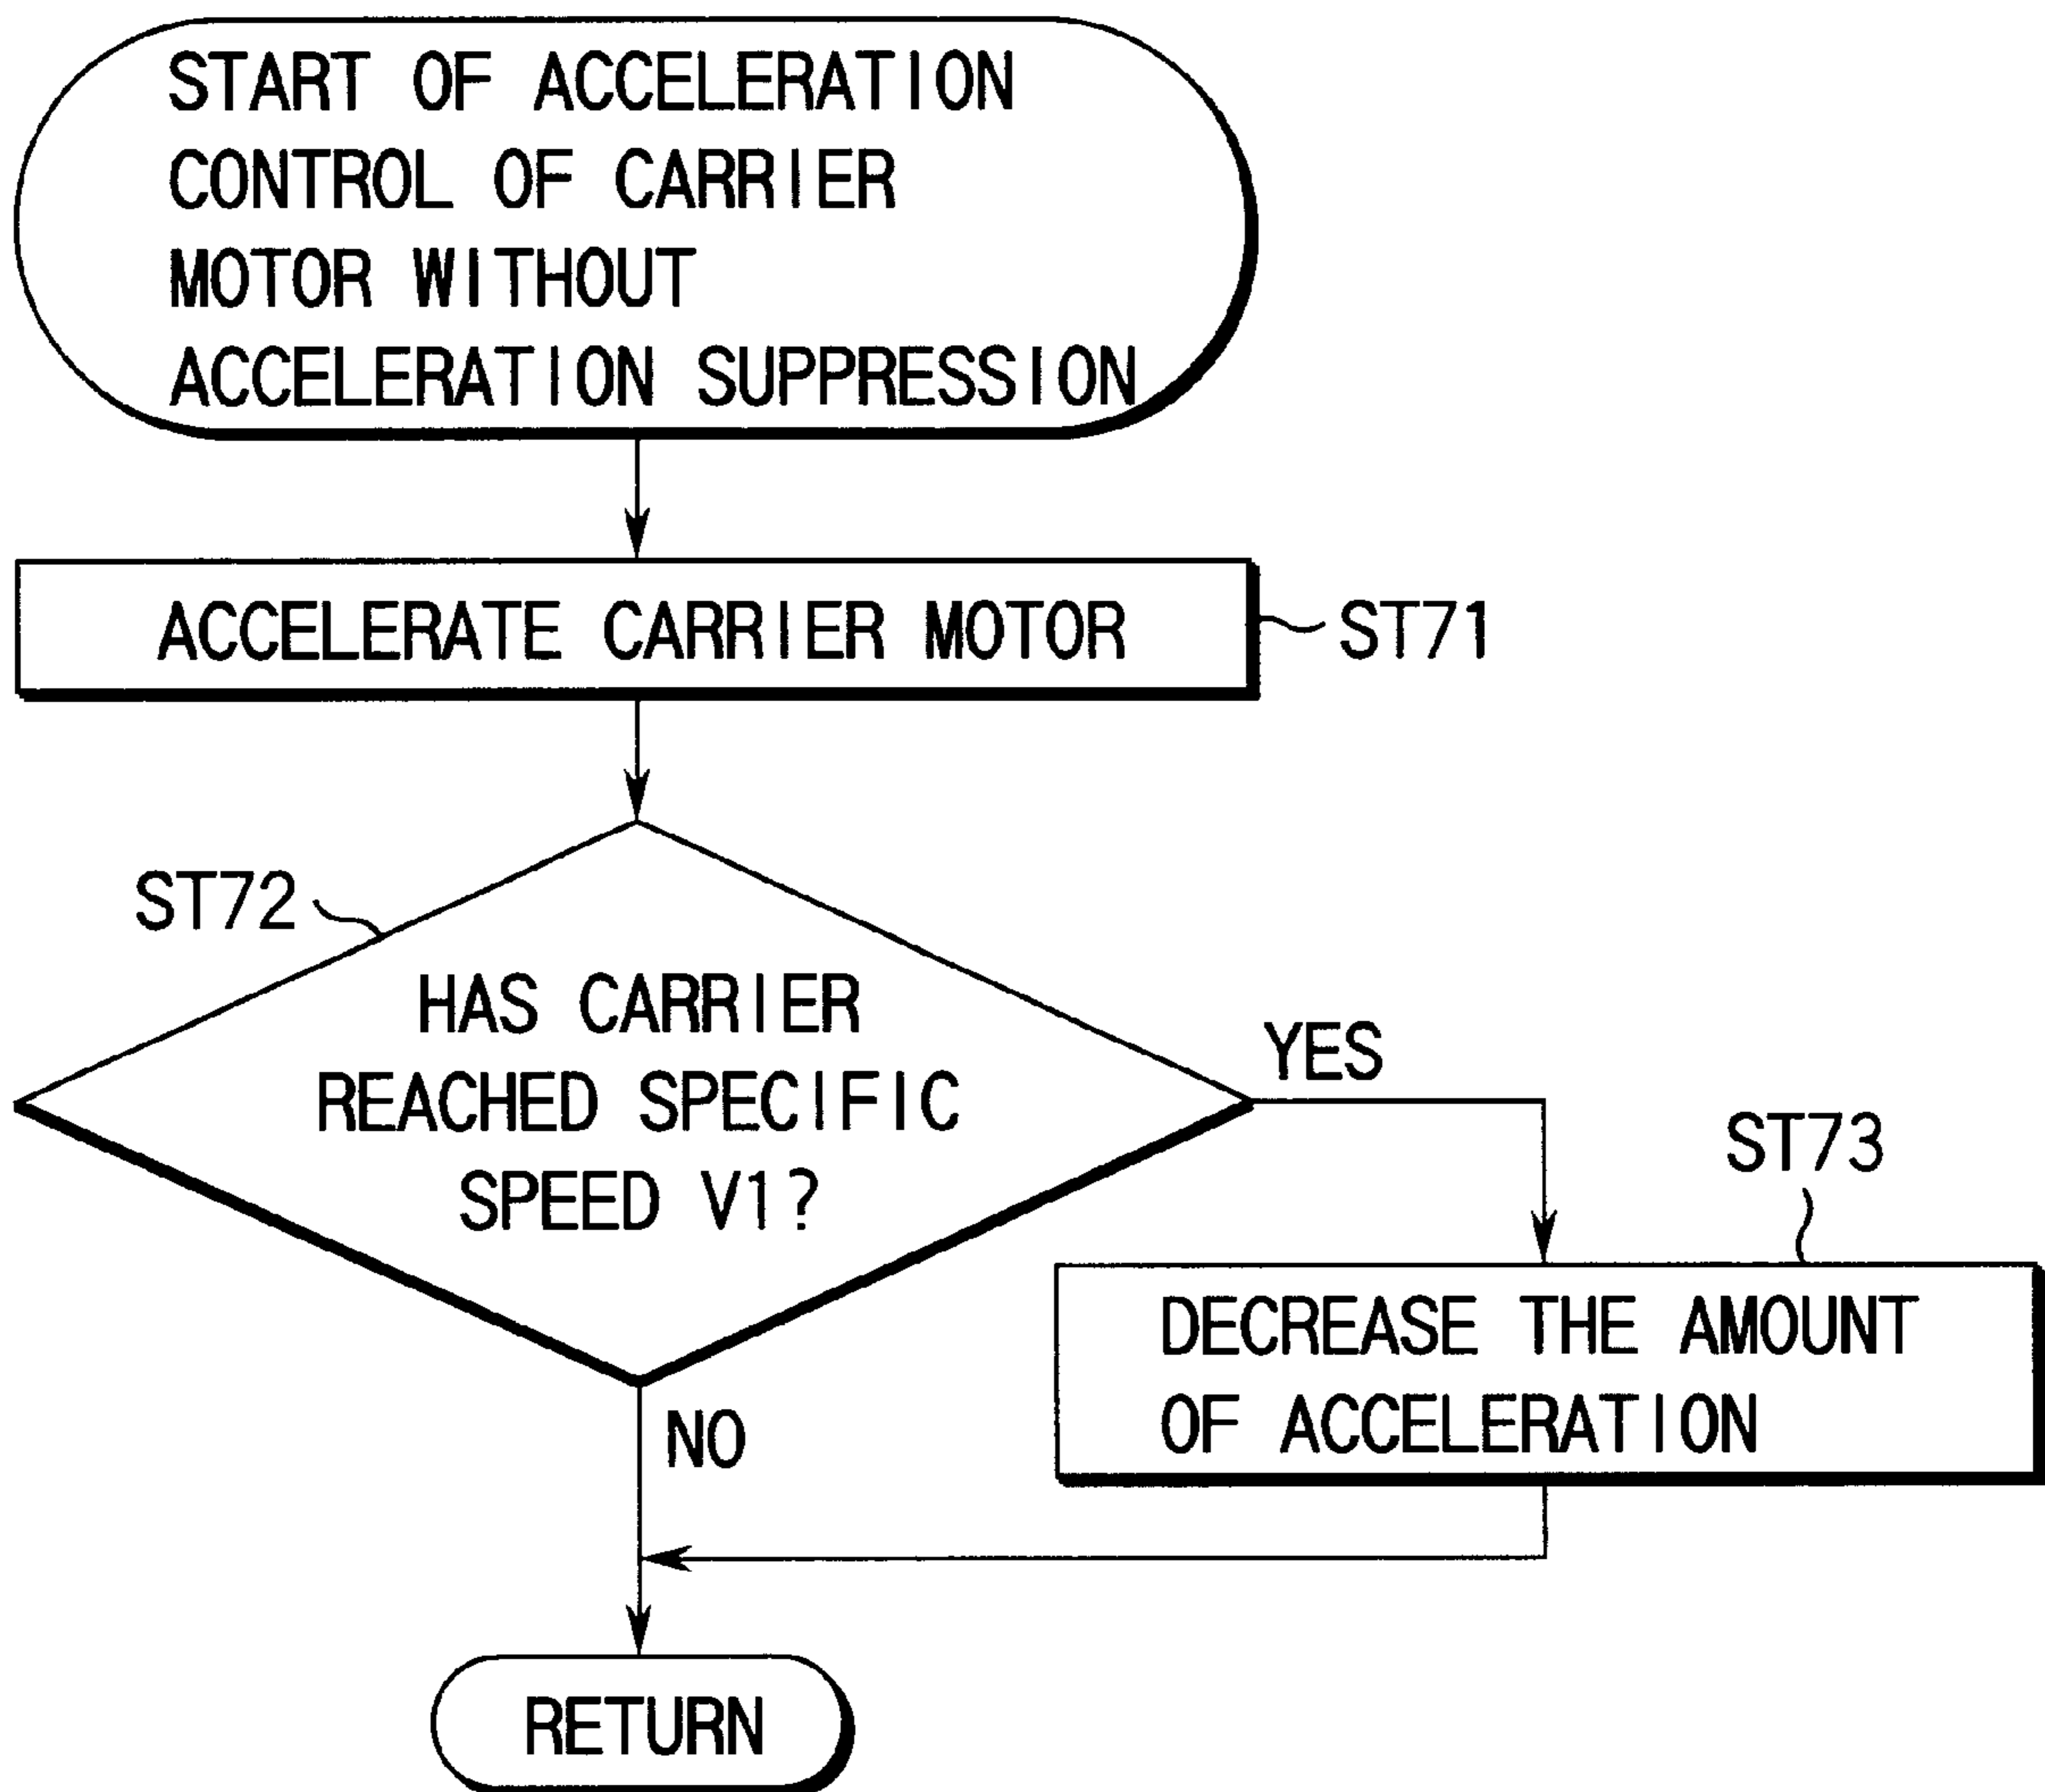 START OF ACCELERATION
CONTROL OF CARRIER
MOTOR WITHOUT
ACCELERATION SUPPRESSION
ACCELERATE CARRIER MOTOR
ST71
ST72
HAS CARRIER
REACHED SPECIFIC
SPEED V1?
YES
ST73
DECREASE THE AMOUNT
OF ACCELERATION
NO
RETURN